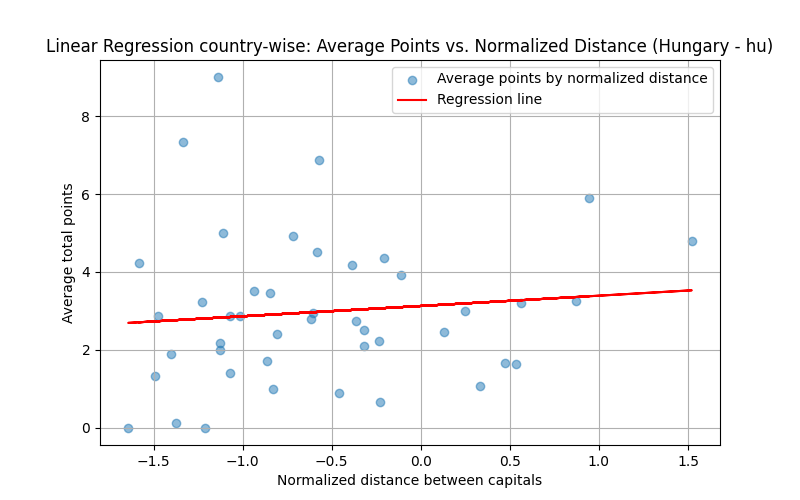 Linear Regression country-wise: Average Points vs. Normalized Distance (Hungary - hu)
Average points by normalized distance
Regression line
8
6
4
2
0
Average total points
−1.5 −1.0 −0.5 0.0 0.5 1.0 1.5
Normalized distance between capitals